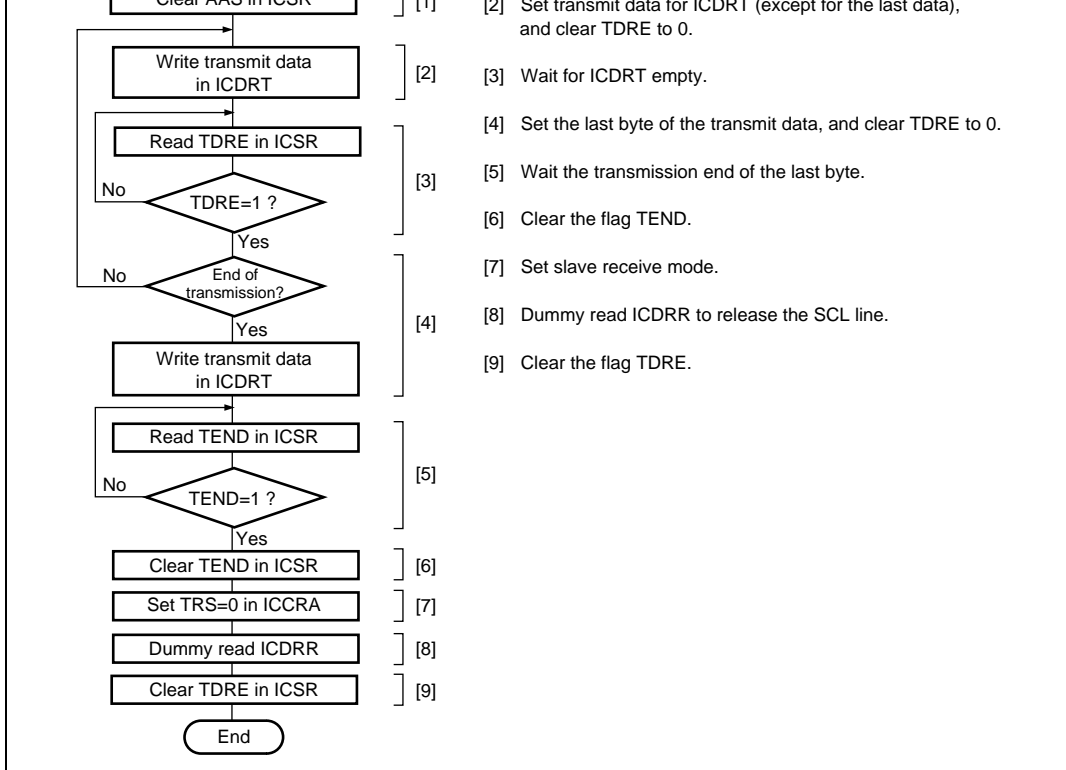 Clear AAS in ICSR
[1]
[2] Set transmit data for ICDRT (except for the last data),
and clear TDRE to 0.
Write transmit data
in ICDRT
[2]
[3] Wait for ICDRT empty.
[4] Set the last byte of the transmit data, and clear TDRE to 0.
Read TDRE in ICSR
[3]
[5] Wait the transmission end of the last byte.
No
TDRE=1 ?
[6] Clear the flag TEND.
Yes
[7] Set slave receive mode.
No
End of
transmission?
[4]
[8] Dummy read ICDRR to release the SCL line.
Yes
Write transmit data
in ICDRT
[9] Clear the flag TDRE.
Read TEND in ICSR
[5]
No
TEND=1 ?
Yes
Clear TEND in ICSR
[6]
Set TRS=0 in ICCRA
[7]
Dummy read ICDRR
[8]
Clear TDRE in ICSR
[9]
End